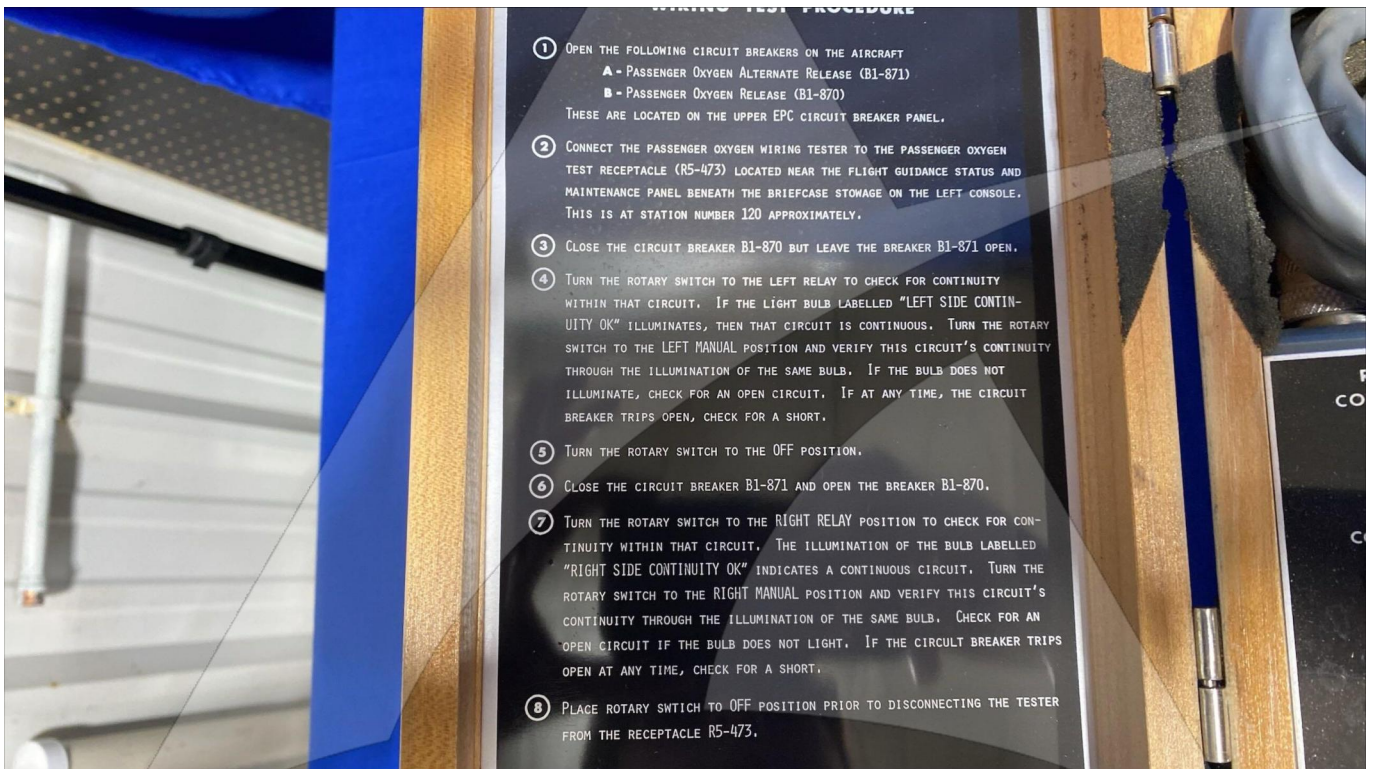 WIRING TEST PROCEDURE
1 OPEN THE FOLLOWING CIRCUIT BREAKERS ON THE AIRCRAFT
A - PASSENGER OXYGEN ALTERNATE RELEASE (B1-871)
B - PASSENGER OXYGEN RELEASE (B1-870)
THESE ARE LOCATED ON THE UPPER EPC CIRCUIT BREAKER PANEL.
2 CONNECT THE PASSENGER OXYGEN WIRING TESTER TO THE PASSENGER OXYGEN
TEST RECEPTACLE (R5-473) LOCATED NEAR THE FLIGHT GUIDANCE STATUS AND
MAINTENANCE PANEL BENEATH THE BRIEFCASE STOWAGE ON THE LEFT CONSOLE.
THIS IS AT STATION NUMBER 120 APPROXIMATELY.
3 CLOSE THE CIRCUIT BREAKER B1-870 BUT LEAVE THE BREAKER B1-871 OPEN.
4 TURN THE ROTARY SWITCH TO THE LEFT RELAY TO CHECK FOR CONTINUITY
WITHIN THAT CIRCUIT. IF THE LIGHT BULB LABELLED "LEFT SIDE CONTIN-
UITY OK" ILLUMINATES, THEN THAT CIRCUIT IS CONTINUOUS. TURN THE ROTARY
SWITCH TO THE LEFT MANUAL POSITION AND VERIFY THIS CIRCUIT'S CONTINUITY
THROUGH THE ILLUMINATION OF THE SAME BULB. IF THE BULB DOES NOT
ILLUMINATE, CHECK FOR AN OPEN CIRCUIT. IF AT ANY TIME, THE CIRCUIT
BREAKER TRIPS OPEN, CHECK FOR A SHORT.
5 TURN THE ROTARY SWITCH TO THE OFF POSITION.
6 CLOSE THE CIRCUIT BREAKER B1-871 AND OPEN THE BREAKER B1-870.
7 TURN THE ROTARY SWITCH TO THE RIGHT RELAY POSITION TO CHECK FOR CON-
TINUITY WITHIN THAT CIRCUIT. THE ILLUMINATION OF THE BULB LABELLED
"RIGHT SIDE CONTINUITY OK" INDICATES A CONTINUOUS CIRCUIT. TURN THE
ROTARY SWITCH TO THE RIGHT MANUAL POSITION AND VERIFY THIS CIRCUIT'S
CONTINUITY THROUGH THE ILLUMINATION OF THE SAME BULB. CHECK FOR AN
OPEN CIRCUIT IF THE BULB DOES NOT LIGHT. IF THE CIRCULT BREAKER TRIPS
OPEN AT ANY TIME, CHECK FOR A SHORT.
8 PLACE ROTARY SWTICH TO OFF POSITION PRIOR TO DISCONNECTING THE TESTER
FROM THE RECEPTACLE R5-473.